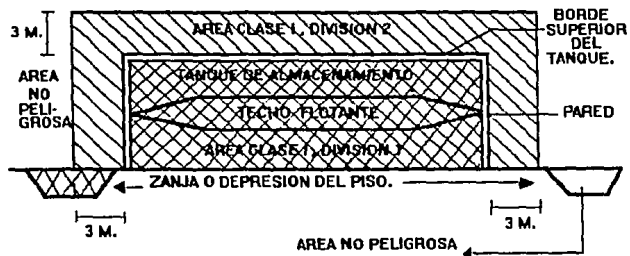 3 M.
AREA CLASE 1, DIVISION 2
BORDE
SUPERIOR
DEL
TANQUE.
AREA
NO
PELI-
GROSA
TANQUE DE ALMACENAMIENTO
TECHO FLOTANTE
PARED
AREA CLASE 1, DIVISION 1
ZANJA O DEPRESION DEL PISO.
3 M.
3 M.
AREA NO PELIGROSA